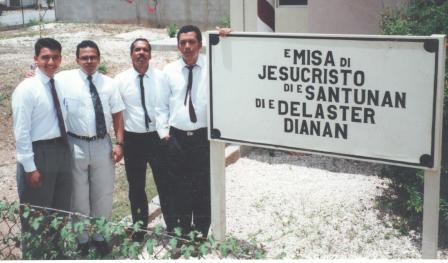 E MISA DI
JESUCRISTO
DI E SANTUNAN
DI E DELASTER
DIANAN